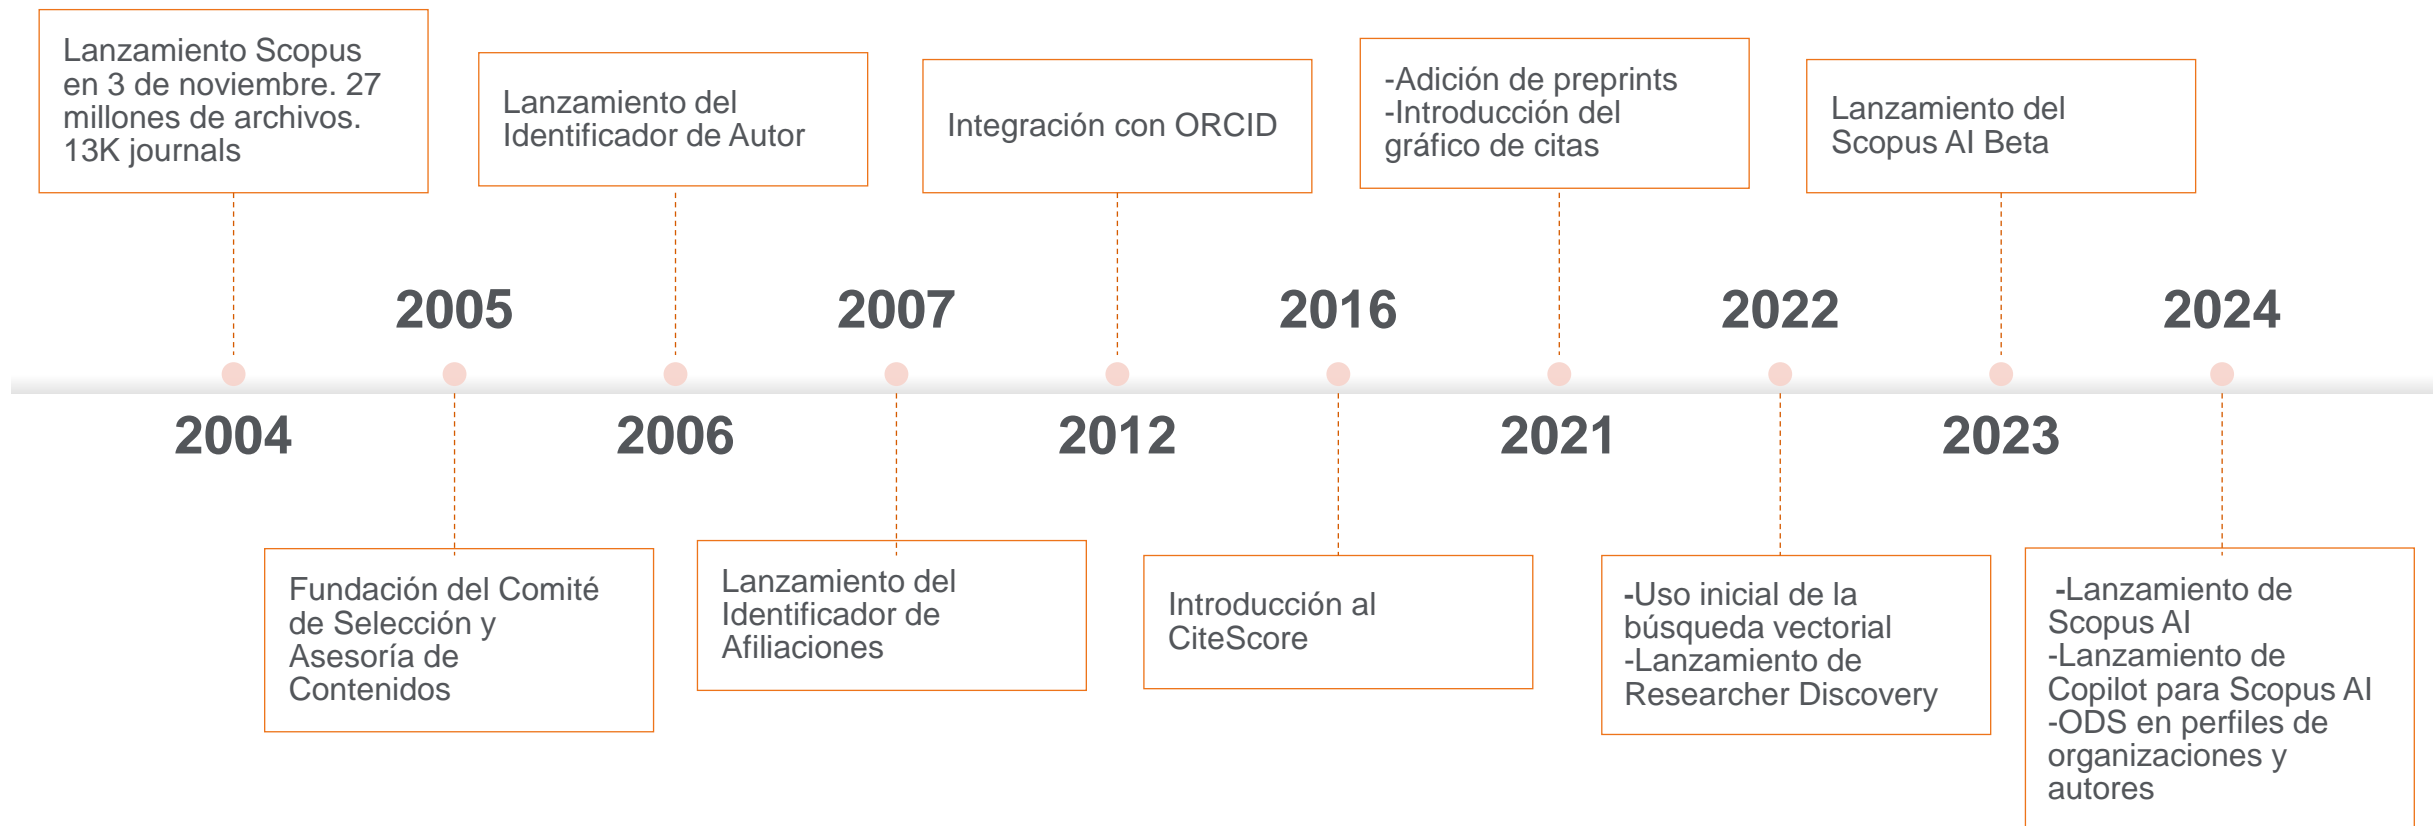 Lanzamiento Scopus
en 3 de noviembre. 27
millones de archivos.
13K journals
Lanzamiento del
Identificador de Autor
Integración con ORCID
-Adición de preprints
-Introducción del
gráfico de citas
Lanzamiento del
Scopus AI Beta
2005
2007
2016
2022
2024
2004
2006
2012
2021
2023
Fundación del Comité
de Selección y
Asesoría de
Contenidos
Lanzamiento del
Identificador de
Afiliaciones
Introducción al
CiteScore
-Uso inicial de la
búsqueda vectorial
-Lanzamiento de
Researcher Discovery
-Lanzamiento de
Scopus AI
-Lanzamiento de
Copilot para Scopus AI
-ODS en perfiles de
organizaciones y
autores